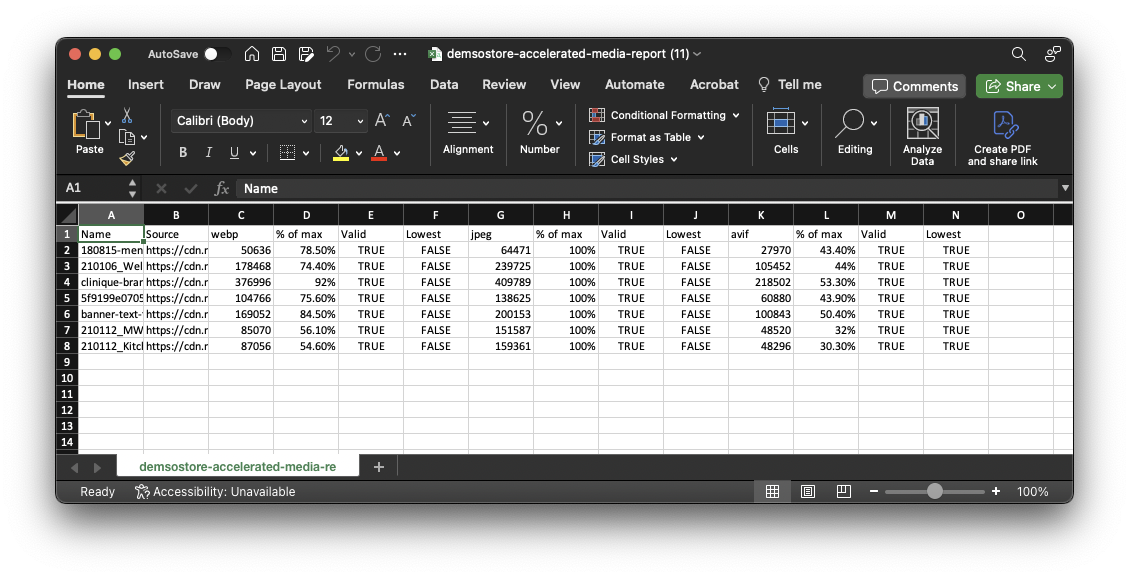 AutoSave demsostore-accelerated-media-report (11)
Home Insert Draw Page Layout Formulas Data Review View Automate Acrobat Tell me Comments Share
Paste
Calibri (Body) 12 A A
B I U A
Alignment
% Number
Conditional Formatting
Format as Table
Cell Styles
Cells
Editing
Analyze Data
Create PDF and share link
A1 fx Name
A B C D E F G H I J K L M N O
1 Name Source webp % of max Valid Lowest jpeg % of max Valid Lowest avif % of max Valid Lowest
2 180815-men https://cdn.r 50636 78.50% TRUE FALSE 64471 100% TRUE FALSE 27970 43.40% TRUE TRUE
3 210106_Wel https://cdn.r 178468 74.40% TRUE FALSE 239725 100% TRUE FALSE 105452 44% TRUE TRUE
4 clinique-brar https://cdn.r 376996 92% TRUE FALSE 409789 100% TRUE FALSE 218502 53.30% TRUE TRUE
5 5f9199e0705 https://cdn.r 104766 75.60% TRUE FALSE 138625 100% TRUE FALSE 60880 43.90% TRUE TRUE
6 banner-text- https://cdn.r 169052 84.50% TRUE FALSE 200153 100% TRUE FALSE 100843 50.40% TRUE TRUE
7 210112_MW https://cdn.r 85070 56.10% TRUE FALSE 151587 100% TRUE FALSE 48520 32% TRUE TRUE
8 210112_Kitcl https://cdn.r 87056 54.60% TRUE FALSE 159361 100% TRUE FALSE 48296 30.30% TRUE TRUE
9
10
11
12
13
14
demsostore-accelerated-media-re +
Ready Accessibility: Unavailable − + 100%